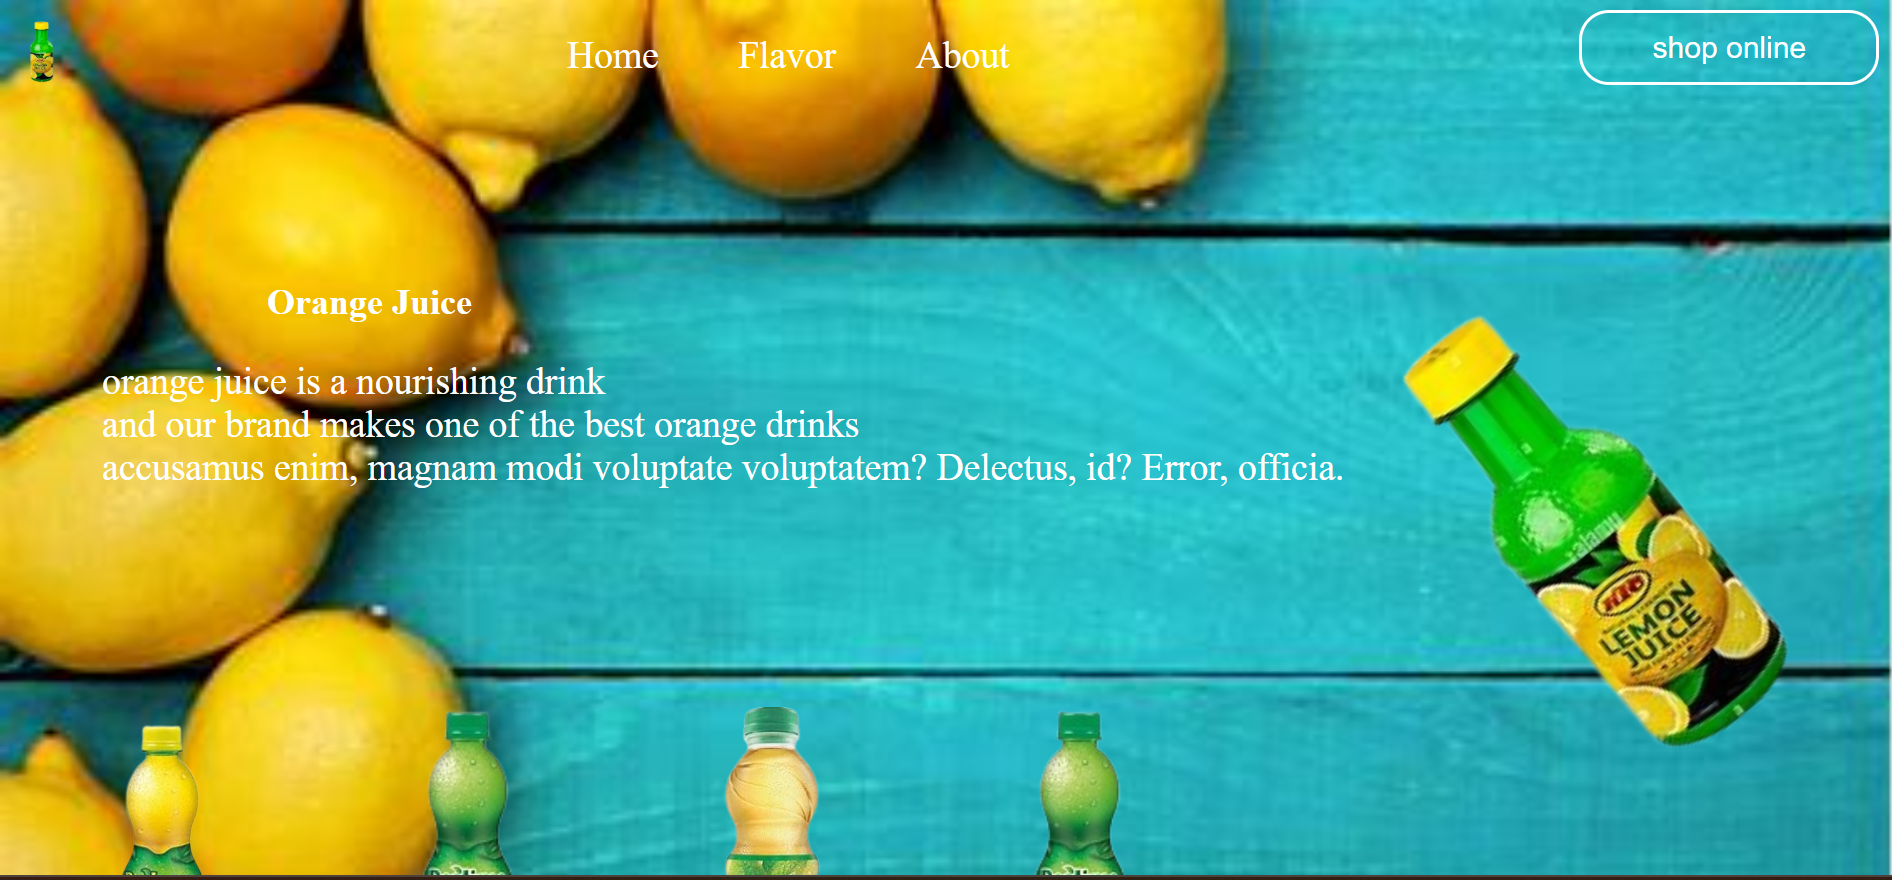 Home Flavor About
shop online
Orange Juice
orange juice is a nourishing drink
and our brand makes one of the best orange drinks
accusamus enim, magnam modi voluptate voluptatem? Delectus, id? Error, officia.
alamy
KTC
LEMON
JUICE